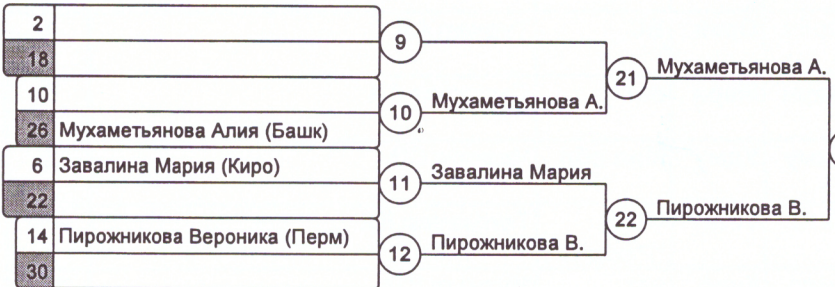 2
18
9
10
26 Мухаметьянова Алия (Башк)
10
Мухаметьянова А.
21
Мухаметьянова А.
6 Завалина Мария (Киро)
22
11
Завалина Мария
14 Пирожникова Вероника (Перм)
30
12
Пирожникова В.
22
Пирожникова В.